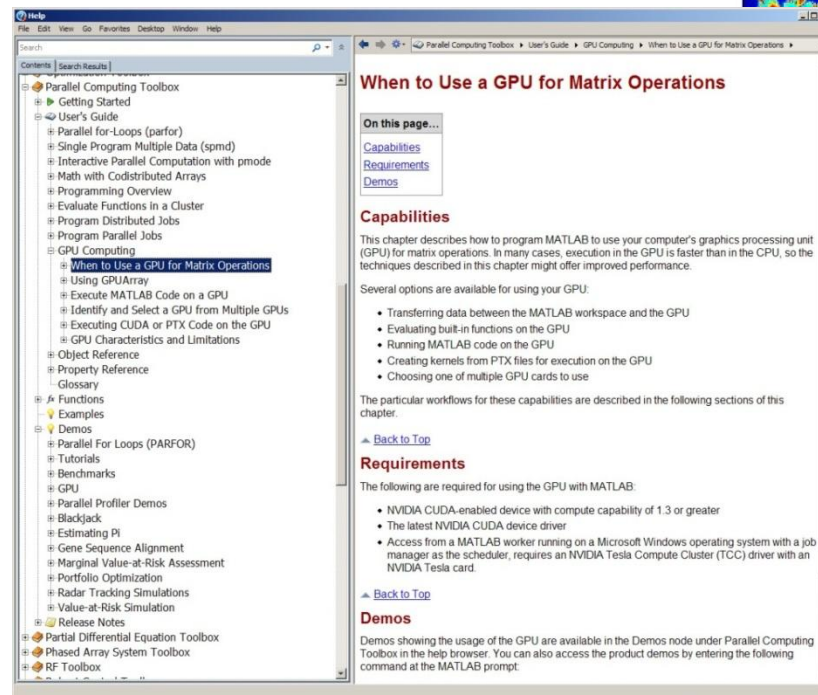 Help
File Edit View Go Favorites Desktop Window Help
Search
Contents Search Results
Parallel Computing Toolbox
Getting Started
User's Guide
Parallel for-Loops (parfor)
Single Program Multiple Data (spmd)
Interactive Parallel Computation with pmode
Math with Codistributed Arrays
Programming Overview
Evaluate Functions in a Cluster
Program Distributed Jobs
Program Parallel Jobs
GPU Computing
When to Use a GPU for Matrix Operations
Using GPUArray
Execute MATLAB Code on a GPU
Identify and Select a GPU from Multiple GPUs
Executing CUDA or PTX Code on the GPU
GPU Characteristics and Limitations
Object Reference
Property Reference
Glossary
Functions
Examples
Demos
Parallel For Loops (PARFOR)
Tutorials
Benchmarks
GPU
Parallel Profiler Demos
Blackjack
Estimating Pi
Gene Sequence Alignment
Marginal Value-at-Risk Assessment
Portfolio Optimization
Radar Tracking Simulations
Value-at-Risk Simulation
Release Notes
Partial Differential Equation Toolbox
Phased Array System Toolbox
RF Toolbox
Parallel Computing Toolbox User's Guide GPU Computing When to Use a GPU for Matrix Operations
When to Use a GPU for Matrix Operations
On this page...
Capabilities
Requirements
Demos
Capabilities
This chapter describes how to program MATLAB to use your computer's graphics processing unit
(GPU) for matrix operations. In many cases, execution in the GPU is faster than in the CPU, so the
techniques described in this chapter might offer improved performance.
Several options are available for using your GPU:
• Transferring data between the MATLAB workspace and the GPU
• Evaluating built-in functions on the GPU
• Running MATLAB code on the GPU
• Creating kernels from PTX files for execution on the GPU
• Choosing one of multiple GPU cards to use
The particular workflows for these capabilities are described in the following sections of this
chapter.
Back to Top
Requirements
The following are required for using the GPU with MATLAB:
• NVIDIA CUDA-enabled device with compute capability of 1.3 or greater
• The latest NVIDIA CUDA device driver
• Access from a MATLAB worker running on a Microsoft Windows operating system with a job
manager as the scheduler, requires an NVIDIA Tesla Compute Cluster (TCC) driver with an
NVIDIA Tesla card.
Back to Top
Demos
Demos showing the usage of the GPU are available in the Demos node under Parallel Computing
Toolbox in the help browser. You can also access the product demos by entering the following
command at the MATLAB prompt: